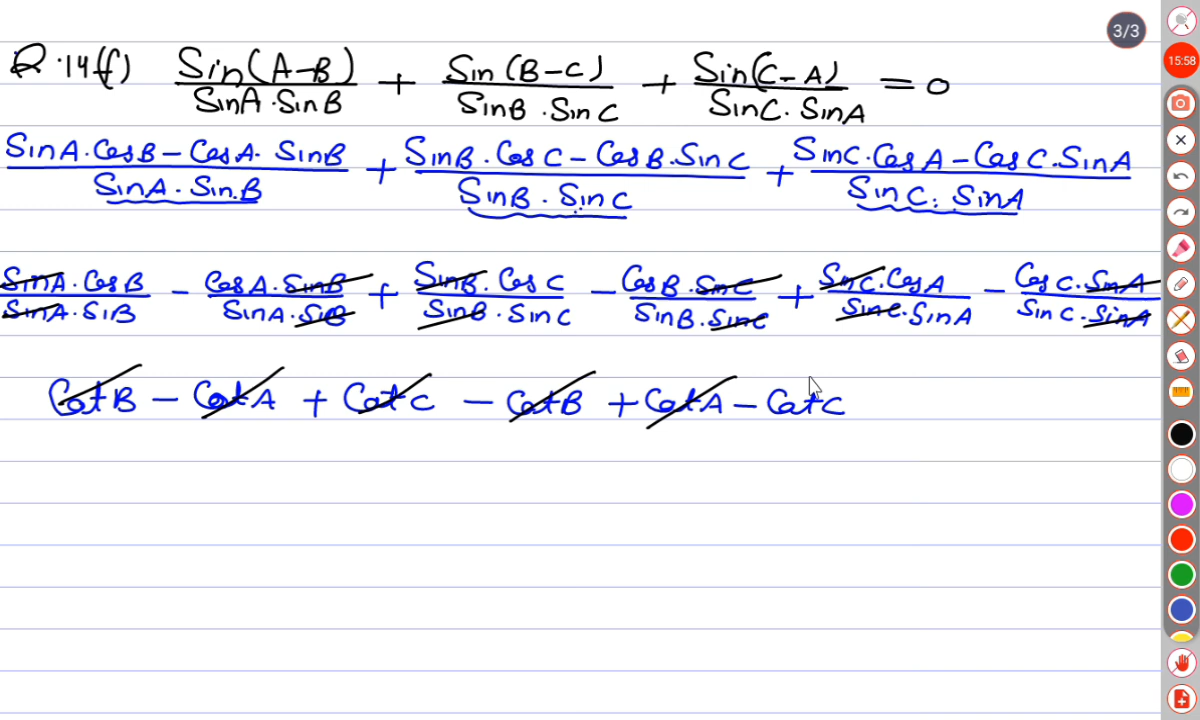 3/3
15:58
Q.14(f) Sin(A-B)/SinA.SinB + Sin(B-C)/SinB.SinC + Sin(C-A)/SinC.SinA = 0
SinA.CosB-CosA.SinB/SinA.SinB + SinB.CosC-CosB.SinC/SinB.SinC + SinC.CosA-CosC.SinA/SinC.SinA
SinA.CosB/SinA.SiB - CosA.SinB/SinA.SiB + SinB.CosC/SinB.SinC - CosB.SinC/SinB.SinC + SinC.CosA/SinC.SinA - CosC.SinA/SinC.SinA
CotB - CotA + CotC - CotB + CotA - CotC